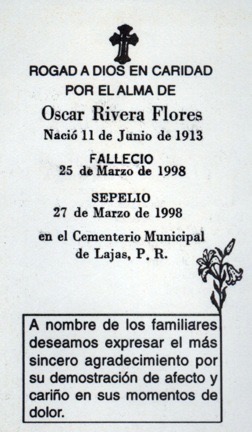 ROGAD A DIOS EN CARIDAD
POR EL ALMA DE
Oscar Rivera Flores
Nació 11 de Junio de 1913
FALLECIO
25 de Marzo de 1998
SEPELIO
27 de Marzo de 1998
en el Cementerio Municipal
de Lajas, P. R.
A nombre de los familiares
deseamos expresar el más
sincero agradecimiento por
su demostración de afecto y
cariño en sus momentos de
dolor.